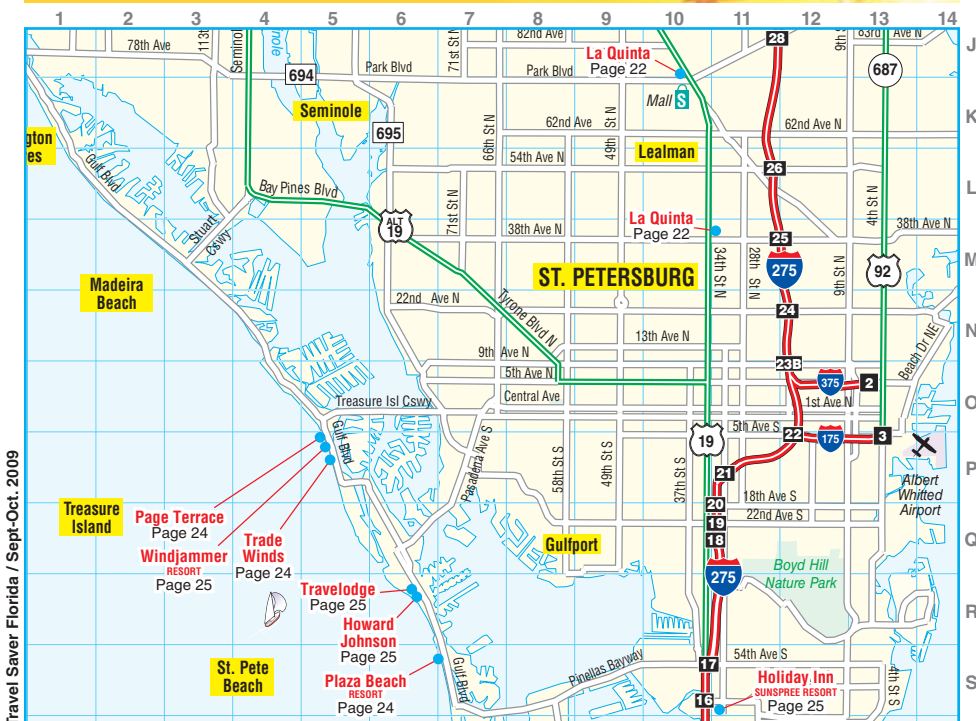 1 2 3 4 5 6 7 8 9 10 11 12 13 14
J
K
L
M
N
O
P
Q
R
S
78th Ave
113t
Seminol
nole
71st St N
82nd Ave
28
9th S
83rd Ave N
694
Park Blvd
Park Blvd
La Quinta
Page 22
687
Mall S
Seminole
695
62nd Ave
49th St N
62nd Ave N
66th St N
gton
es
54th Ave N
Lealman
26
Gulf Blvd
Bay Pines Blvd
Stuart
Cswy
ALT
19
71st St N
38th Ave N
La Quinta
Page 22
25
4th St N
38th Ave N
Madeira
Beach
ST. PETERSBURG
34th St N
28th St N
275
9th St N
92
22nd Ave N
Tyrone Blvd N
24
13th Ave N
9th Ave N
5th Ave N
23B
375
2
Beach Dr NE
Treasure Isl Cswy
Central Ave
1st Ave N
Gulf Blvd
Pasadena Ave S
58th St S
49th St S
37th St S
19
5th Ave S
22
175
3
21
Albert
Whitted
Airport
Treasure
Island
Page Terrace
Page 24
Windjammer
RESORT
Page 25
Trade
Winds
Page 24
20
18th Ave S
19
22nd Ave S
18
Gulfport
275
Boyd Hill
Nature Park
Travelodge
Page 25
Howard
Johnson
Page 25
St. Pete
Beach
Plaza Beach
RESORT
Page 24
Gulf Blvd
Pinellas Bayway
17
54th Ave S
16
Holiday Inn
SUNSPREE RESORT
Page 25
4th St S
Travel Saver Florida / Sept-Oct. 2009